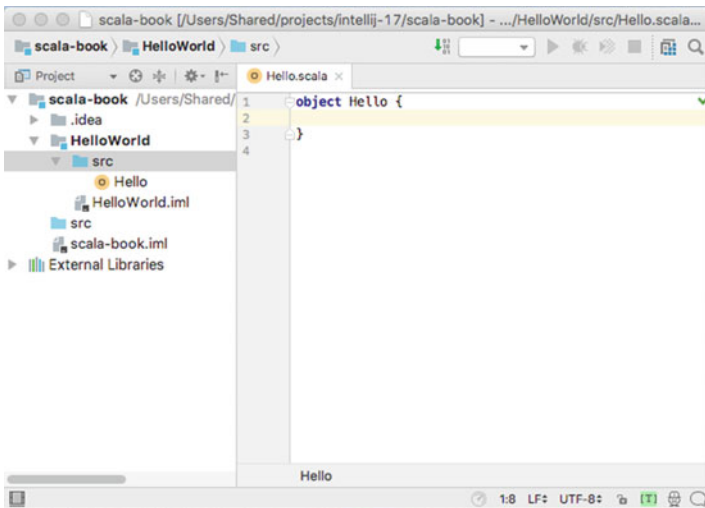 scala-book [/Users/Shared/projects/intellij-17/scala-book] - .../HelloWorld/src/Hello.scala...
scala-book HelloWorld src
Project
Hello.scala
scala-book /Users/Shared/
.idea
HelloWorld
src
Hello
HelloWorld.iml
src
scala-book.iml
External Libraries
1 object Hello {
2
3 }
4
Hello
1:8 LF UTF-8 [T]